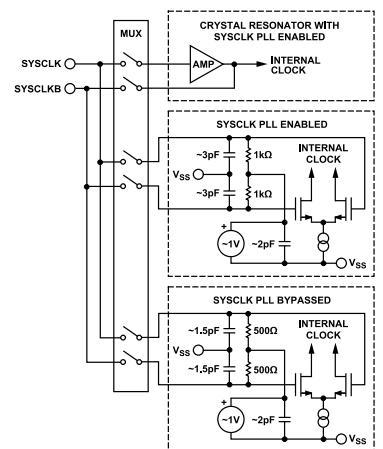 MUX
CRYSTAL RESONATOR WITH
SYSCLK PLL ENABLED
SYSCLK
AMP
INTERNAL
CLOCK
SYSCLKB
SYSCLK PLL ENABLED
INTERNAL
CLOCK
~3pF
1kΩ
VSS
~3pF
1kΩ
+
~1V
~2pF
VSS
SYSCLK PLL BYPASSED
INTERNAL
CLOCK
~1.5pF
500Ω
VSS
~1.5pF
500Ω
+
~1V
~2pF
VSS